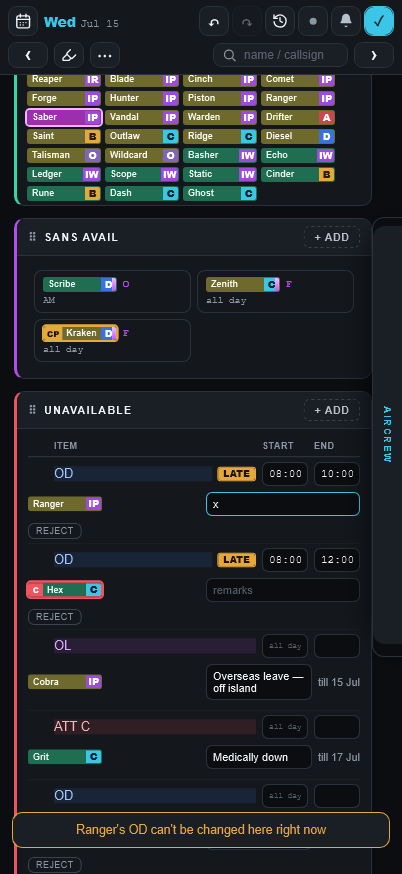 Wed Jul 15
name / callsign
Reaper IP Blade IP Cinch IP Comet IP
Forge IP Hunter IP Piston IP Ranger IP
Saber IP Vandal IP Warden IP Drifter A
Saint B Outlaw C Ridge C Diesel D
Talisman O Wildcard O Basher IW Echo IW
Ledger IW Scope IW Static IW Cinder B
Rune B Dash C Ghost C
SANS AVAIL + ADD
Scribe D O
AM
Zenith C F
all day
CP Kraken D F
all day
AIRCREW
UNAVAILABLE + ADD
ITEM START END
OD LATE 08:00 10:00
Ranger IP x
REJECT
OD LATE 08:00 12:00
C Hex C remarks
REJECT
OL all day
Cobra IP Overseas leave —
off island till 15 Jul
ATT C all day
Grit C Medically down till 17 Jul
OD all day
Ranger's OD can't be changed here right now
REJECT